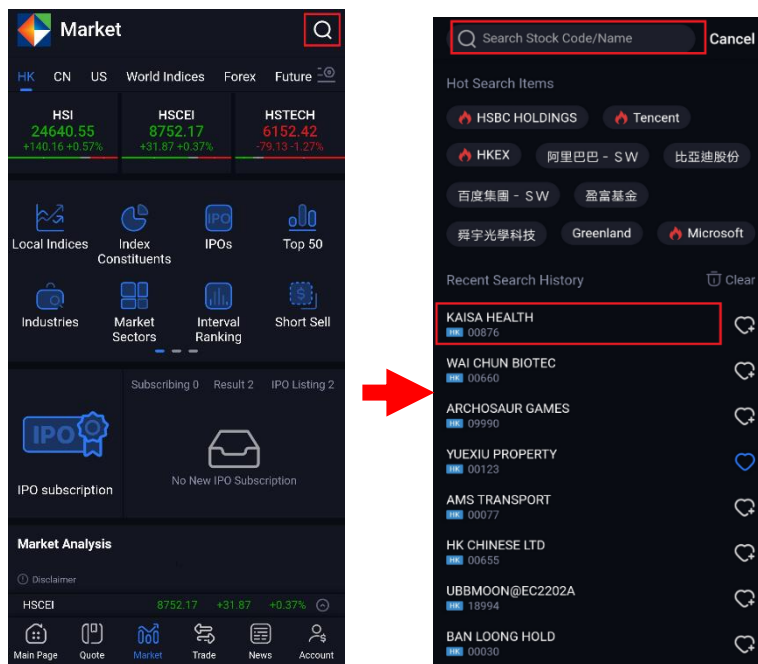 Market
HK CN US World Indices Forex Future
HSI HSCEI HSTECH
24640.55 8752.17 6152.42
+140.16 +0.57% +31.87 +0.37% -79.13 -1.27%
Local Indices Index Constituents IPOs Top 50
Industries Market Sectors Interval Ranking Short Sell
Subscribing 0 Result 2 IPO Listing 2
IPO
No New IPO Subscription
IPO subscription
Market Analysis
Disclaimer
HSCEI 8752.17 +31.87 +0.37%
Main Page Quote Market Trade News Account
Search Stock Code/Name Cancel
Hot Search Items
HSBC HOLDINGS Tencent
HKEX 阿里巴巴 - SW 比亞迪股份
百度集團 - SW 盈富基金
舜宇光學科技 Greenland Microsoft
Recent Search History Clear
KAISA HEALTH
HK 00876
WAI CHUN BIOTEC
HK 00660
ARCHOSAUR GAMES
HK 09990
YUEXIU PROPERTY
HK 00123
AMS TRANSPORT
HK 00077
HK CHINESE LTD
HK 00655
UBBMOON@EC2202A
HK 18994
BAN LOONG HOLD
HK 00030